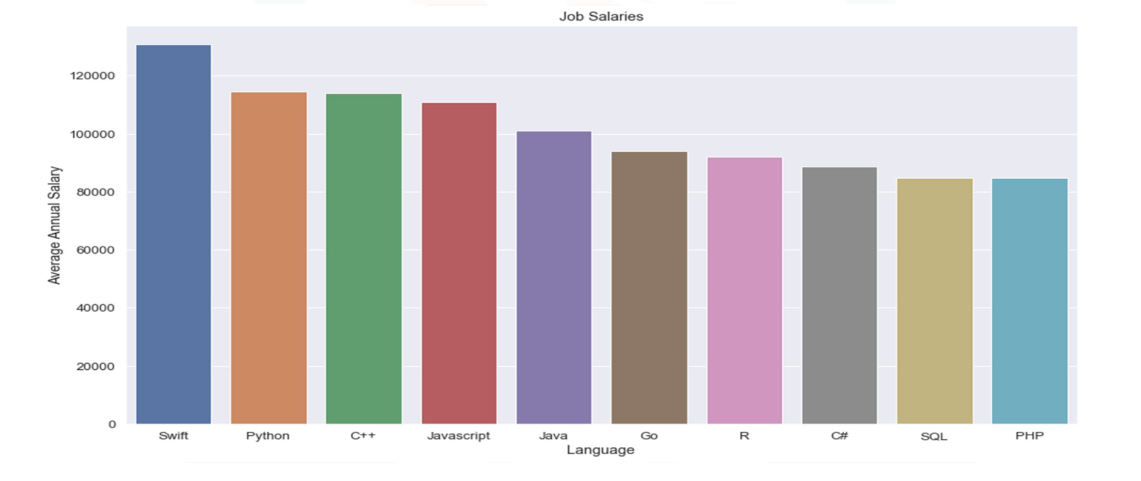 Job Salaries
120000
100000
80000
60000
40000
20000
0
Average Annual Salary
Swift Python C++ Javascript Java Go R C# SQL PHP
Language